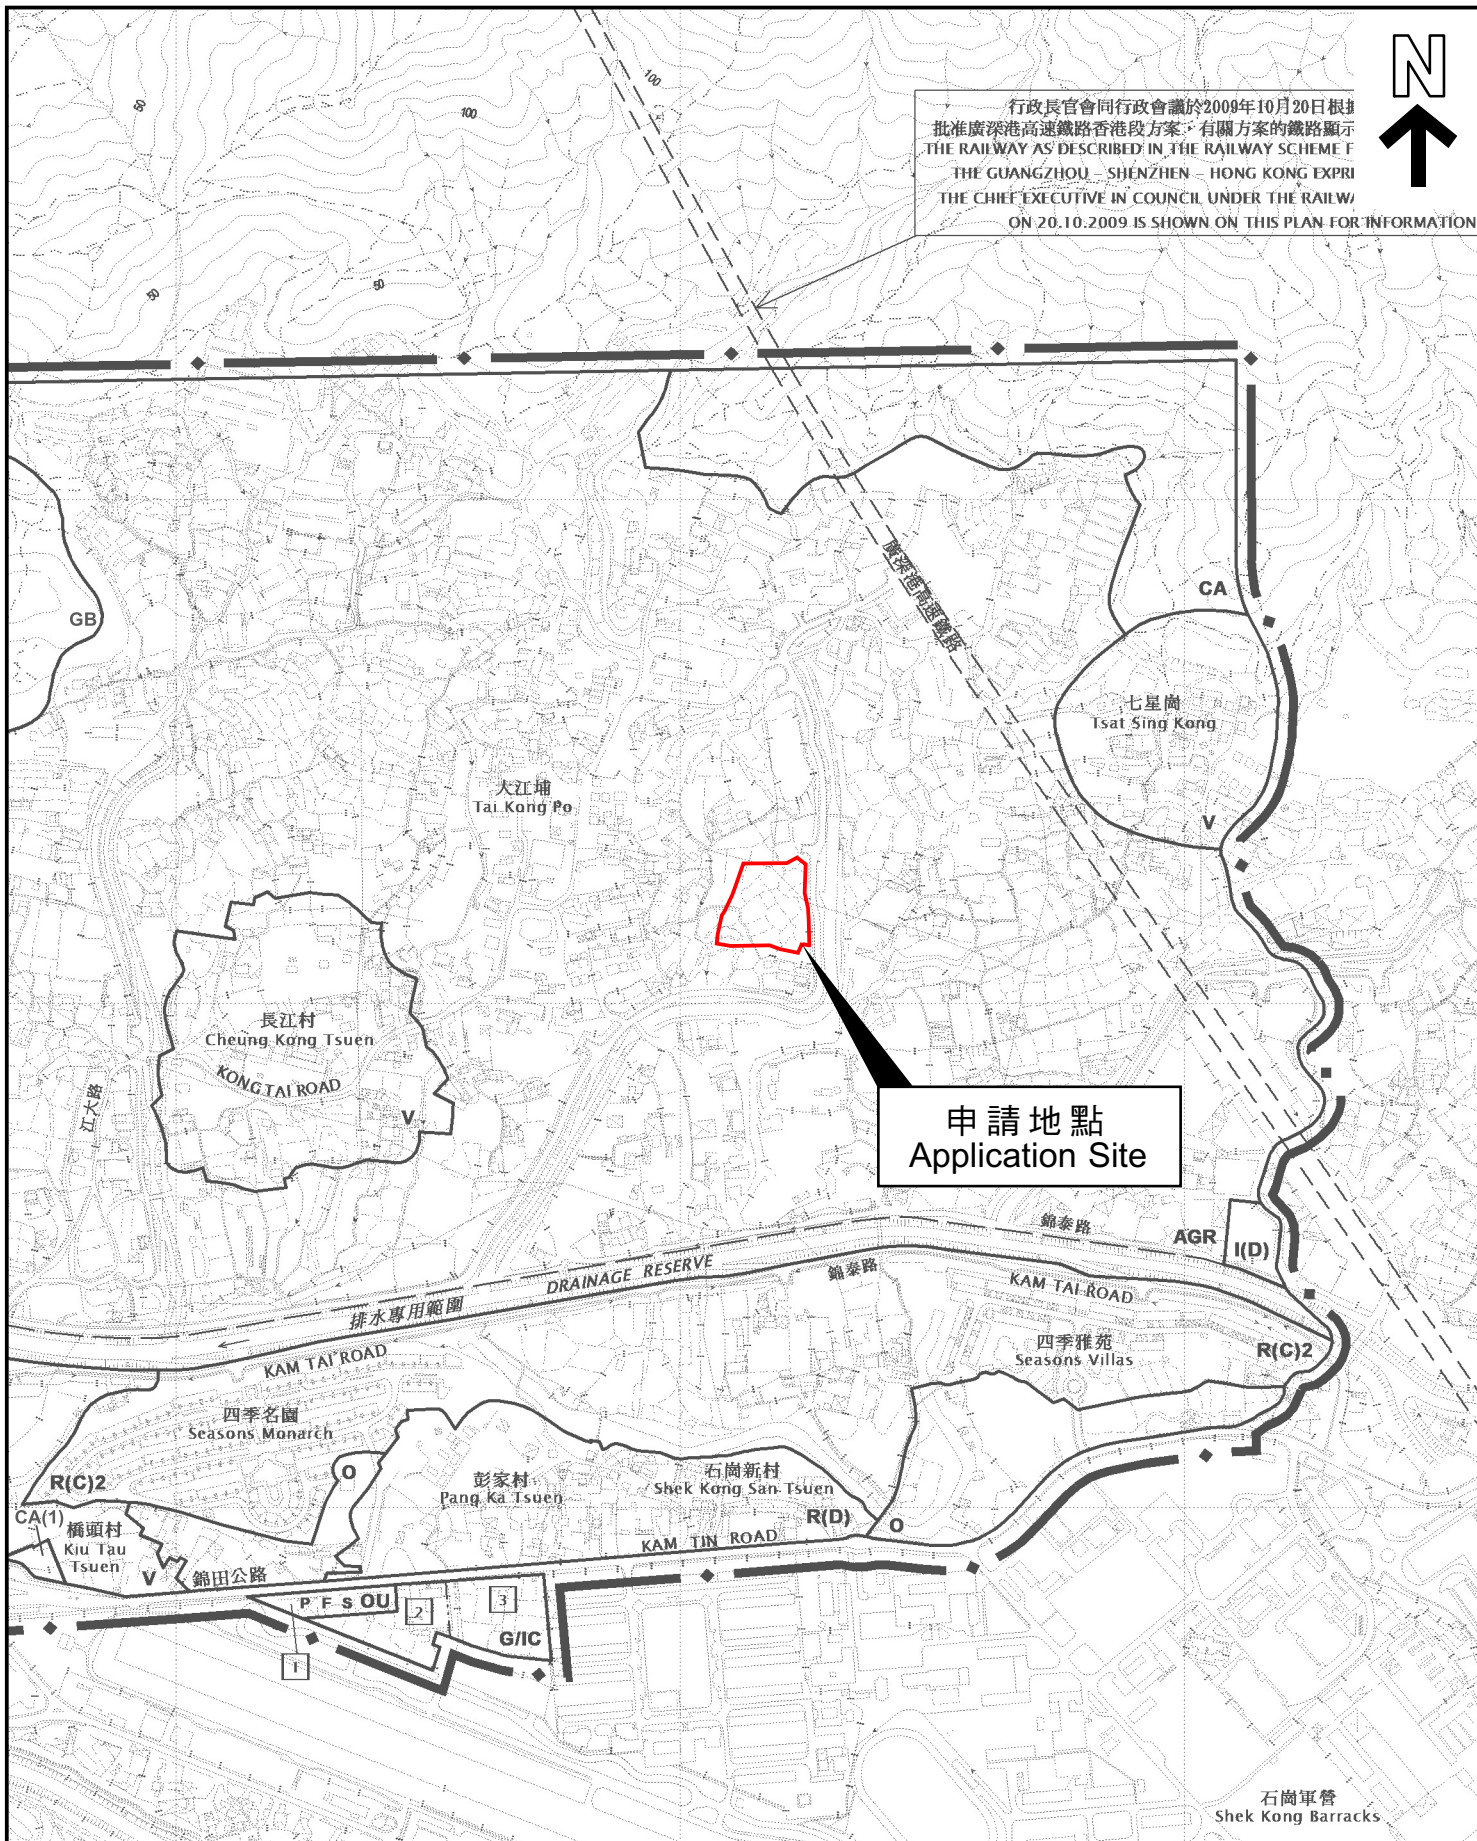 N
行政長官會同行政會議於2009年10月20日根據
批准廣深港高速鐵路香港段方案，有關方案的鐵路顯示
THE RAILWAY AS DESCRIBED IN THE RAILWAY SCHEME F
THE GUANGZHOU – SHENZHEN – HONG KONG EXPR
THE CHIEF EXECUTIVE IN COUNCIL UNDER THE RAILWA
ON 20.10.2009 IS SHOWN ON THIS PLAN FOR INFORMATION
100
50
100
50
50
廣深港高速鐵路
CA
GB
七星崗
Tsat Sing Kong
大江埔
Tai Kong Po
V
長江村
Cheung Kong Tsuen
KONG TAI ROAD
江大路
V
申請地點
Application Site
錦泰路
AGR
I(D)
DRAINAGE RESERVE
錦泰路
KAM TAI ROAD
排水專用範圍
KAM TAI ROAD
四季雅苑
Seasons Villas
R(C)2
四季名園
Seasons Monarch
R(C)2
O
彭家村
Pang Ka Tsuen
石崗新村
Shek Kong San Tsuen
R(D)
O
CA(1)
橋頭村
Kiu Tau
Tsuen
V
錦田公路
KAM TIN ROAD
P F S OU
2
3
G/IC
1
石崗軍營
Shek Kong Barracks